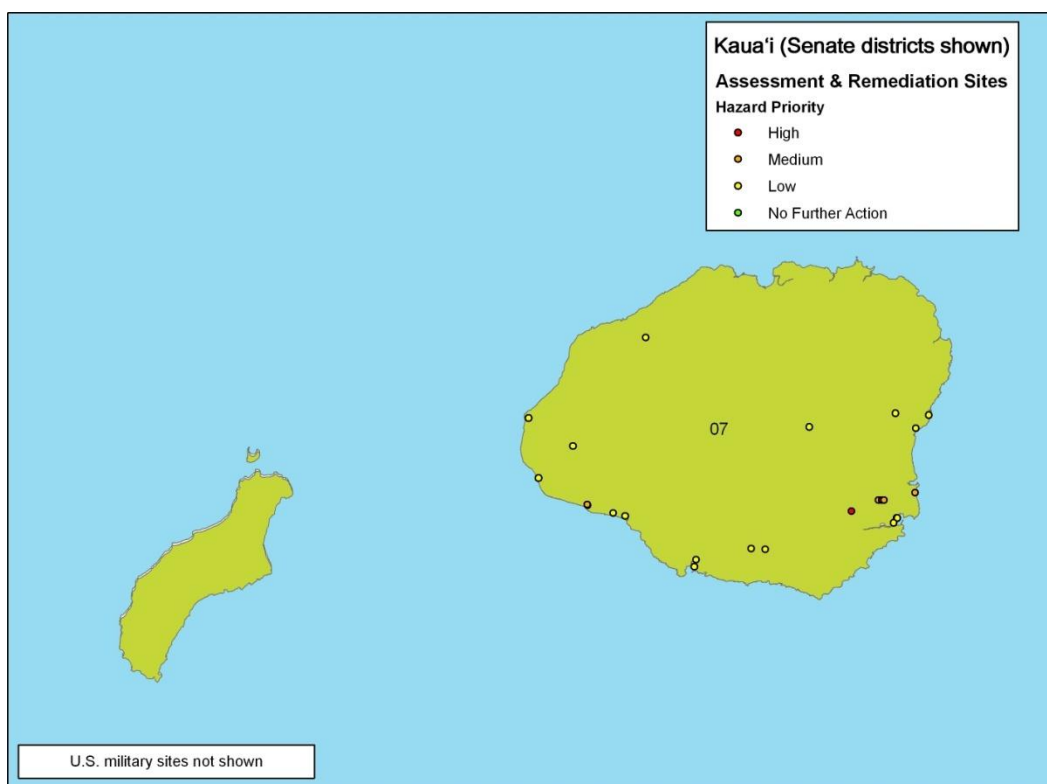 Kaua‘i (Senate districts shown)
Assessment & Remediation Sites
Hazard Priority
High
Medium
Low
No Further Action
07
U.S. military sites not shown